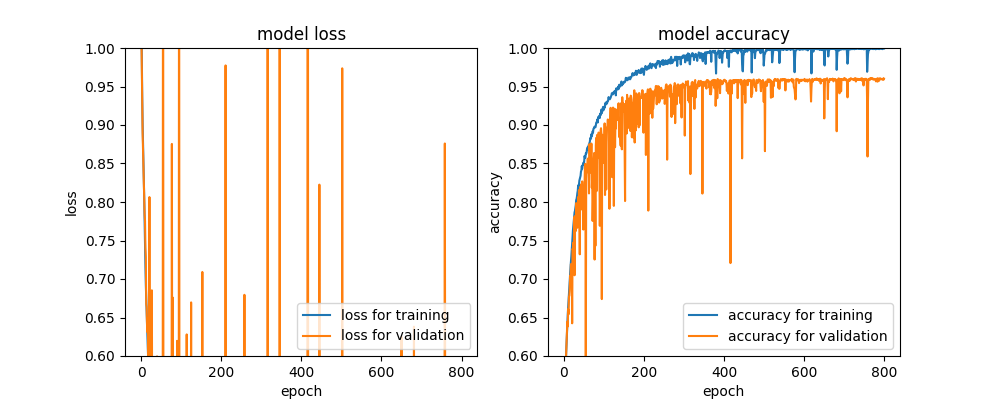 model loss
1.00
0.95
0.90
0.85
0.80
0.75
0.70
0.65
0.60
loss
0 200 400 600 800
epoch
loss for training
loss for validation
model accuracy
1.00
0.95
0.90
0.85
0.80
0.75
0.70
0.65
0.60
accuracy
0 200 400 600 800
epoch
accuracy for training
accuracy for validation